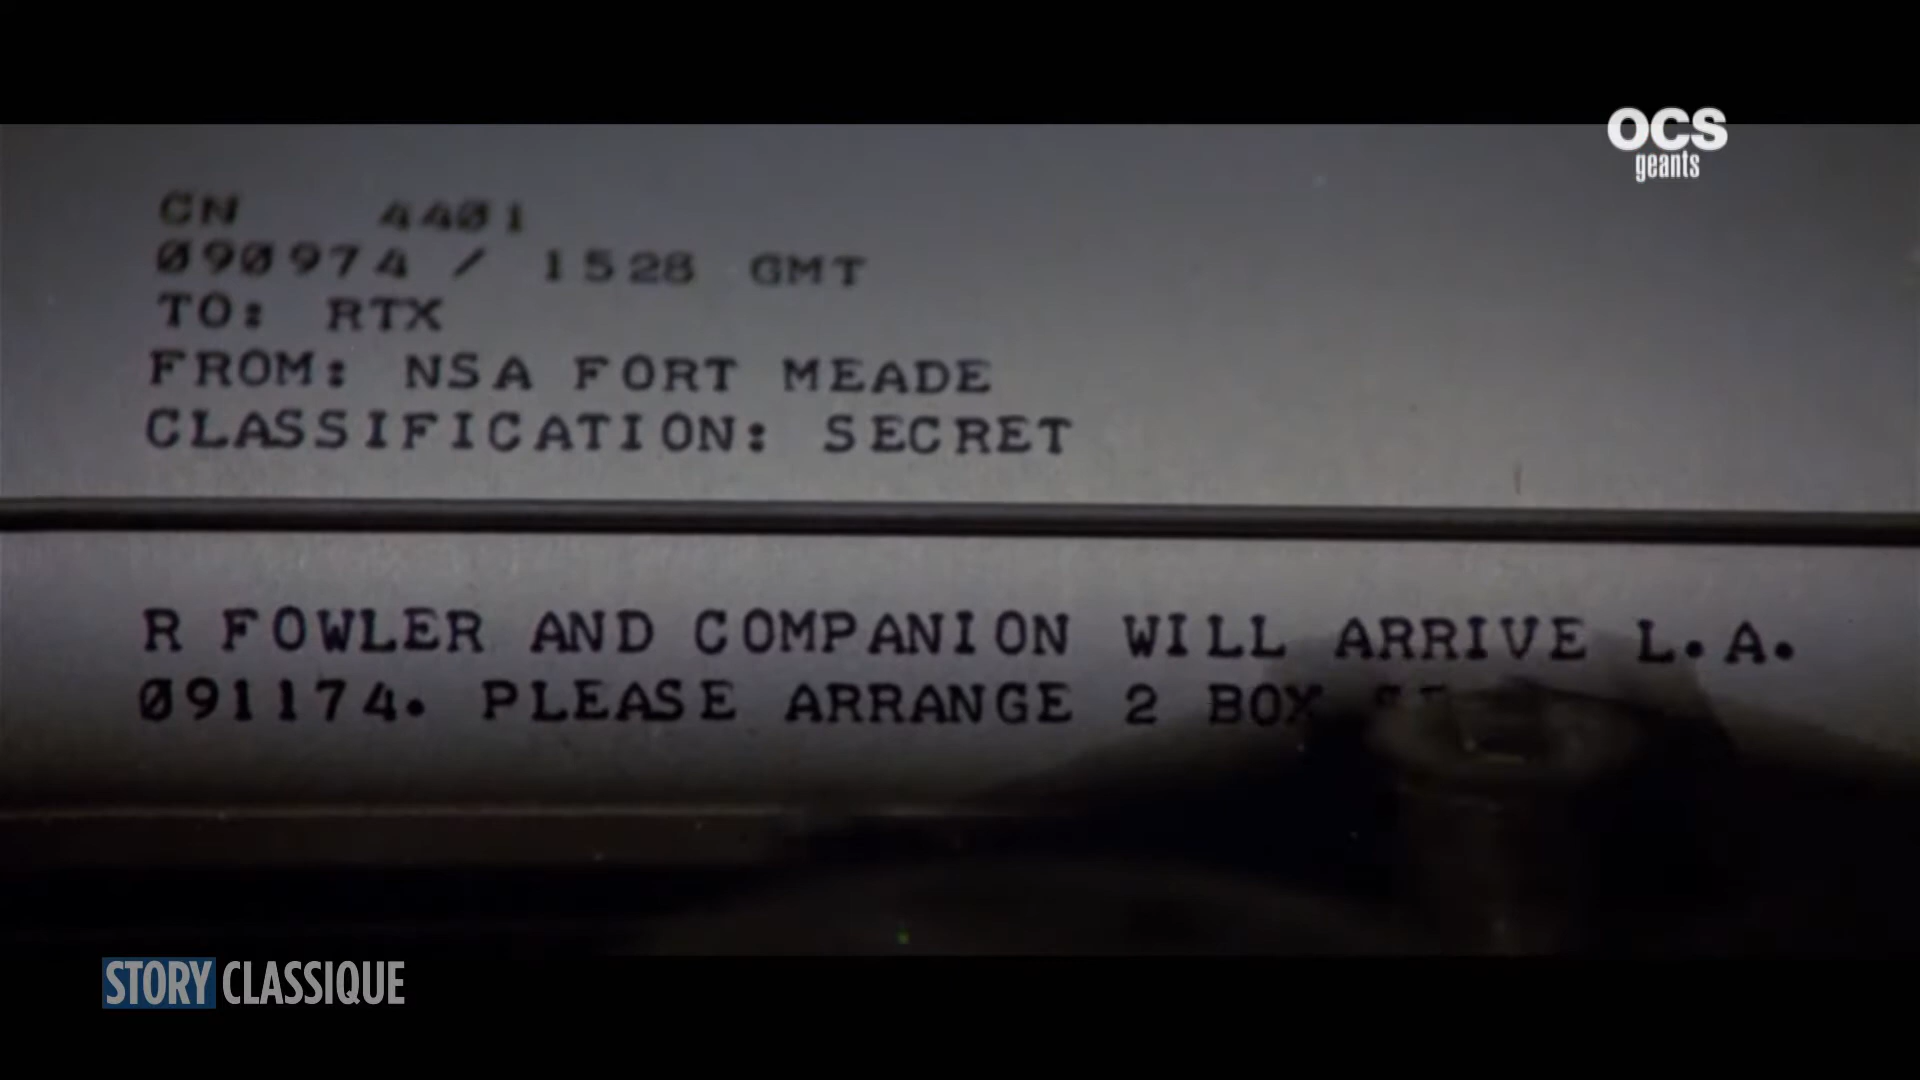 OCS
geants
CN 4401
090974 / 1528 GMT
TO: RTX
FROM: NSA FORT MEADE
CLASSIFICATION: SECRET
R FOWLER AND COMPANION WILL ARRIVE L.A.
091174. PLEASE ARRANGE 2 BOX
STORY CLASSIQUE